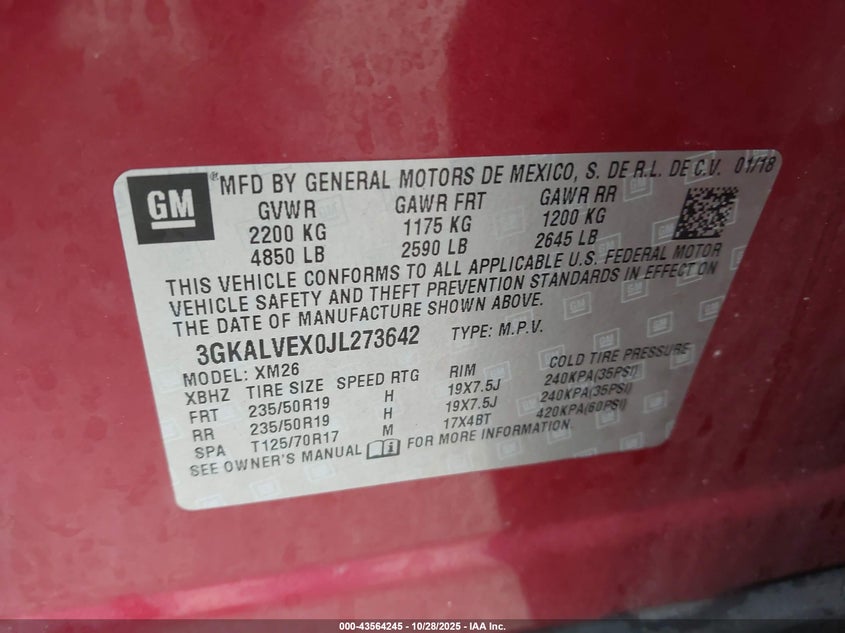 GM ® MFD BY GENERAL MOTORS DE MEXICO, S. DE R.L. DE C.V. 01/18
GVWR GAWR FRT GAWR RR
2200 KG 1175 KG 1200 KG
4850 LB 2590 LB 2645 LB
THIS VEHICLE CONFORMS TO ALL APPLICABLE U.S. FEDERAL MOTOR
VEHICLE SAFETY AND THEFT PREVENTION STANDARDS IN EFFECT ON
THE DATE OF MANUFACTURE SHOWN ABOVE.
3GKALVEX0JL273642 TYPE: M.P.V.
MODEL: XM26
XBHZ TIRE SIZE SPEED RTG RIM COLD TIRE PRESSURE
FRT 235/50R19 H 19X7.5J 240KPA(35PSI)
RR 235/50R19 H 19X7.5J 240KPA(35PSI)
SPA T125/70R17 M 17X4BT 420KPA(60PSI)
SEE OWNER'S MANUAL FOR MORE INFORMATION.
000-43564245 | 10/28/2025 - IAA Inc.